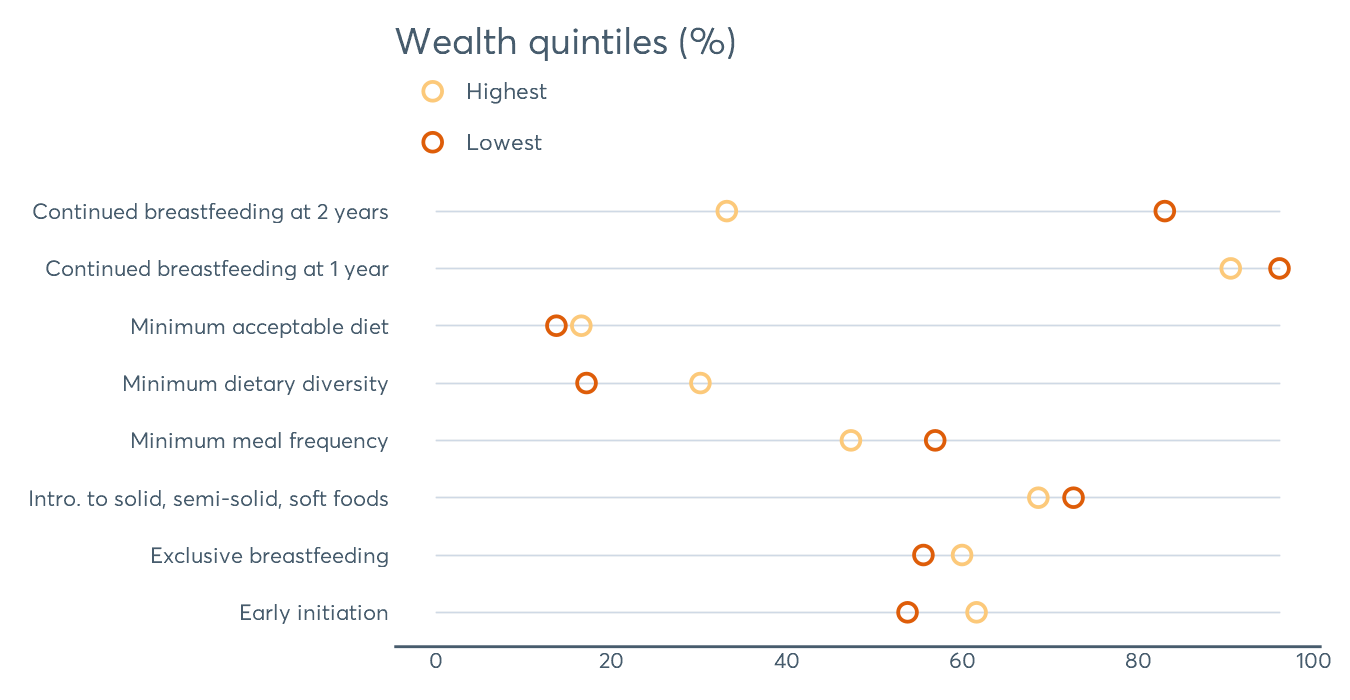 Wealth quintiles (%)
Highest
Lowest
Continued breastfeeding at 2 years
Continued breastfeeding at 1 year
Minimum acceptable diet
Minimum dietary diversity
Minimum meal frequency
Intro. to solid, semi-solid, soft foods
Exclusive breastfeeding
Early initiation
0 20 40 60 80 100